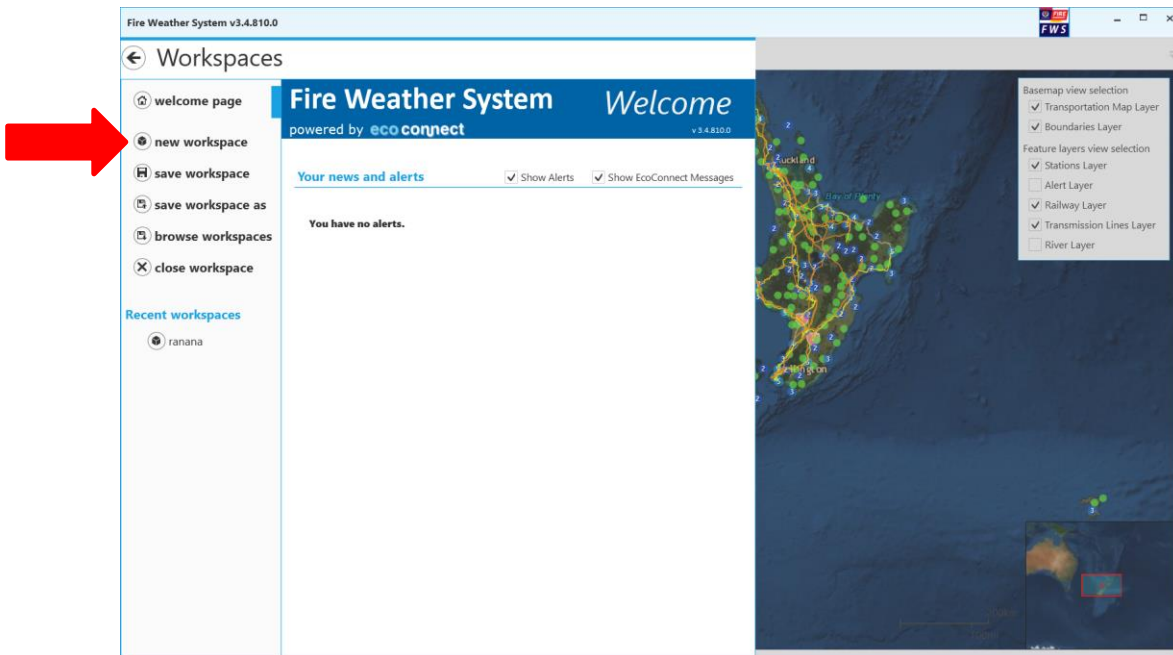 Fire Weather System v3.4.810.0
FIRE
FWS
Workspaces
welcome page
new workspace
save workspace
save workspace as
browse workspaces
close workspace
Recent workspaces
ranana
Fire Weather System
Welcome
powered by ecoconnect
v 3.4.810.0
Your news and alerts
Show Alerts
Show EcoConnect Messages
You have no alerts.
Basemap view selection
Transportation Map Layer
Boundaries Layer
Feature layers view selection
Stations Layer
Alert Layer
Railway Layer
Transmission Lines Layer
River Layer
Auckland
Bay of Plenty